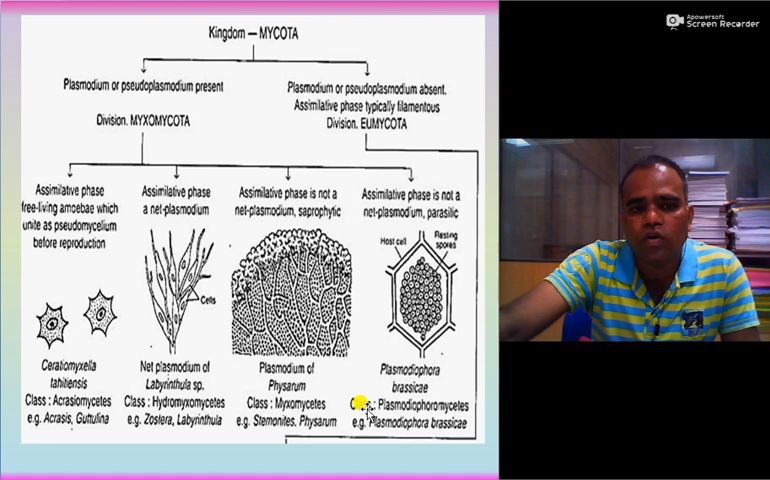 Apowersoft
Screen Recorder
Kingdom — MYCOTA
Plasmodium or pseudoplasmodium present
Division. MYXOMYCOTA
Plasmodium or pseudoplasmodium absent.
Assimilative phase typically filamentous
Division. EUMYCOTA
Assimilative phase
free-living amoebae which
unite as pseudomycelium
before reproduction
Assimilative phase
a net-plasmodium
Assimilative phase is not a
net-plasmodium, saprophytic
Assimilative phase is not a
net-plasmodium, parasilic
Cells
Host cell
Resting
spores
Ceratiomyxella
tahitiensis
Class : Acrasiomycetes
e.g. Acrasis, Guttulina
Net plasmodium of
Labyrinthula sp.
Class : Hydromyxomycetes
e.g. Zostera, Labyrinthula
Plasmodium of
Physarum
Class : Myxomycetes
e.g. Stemonites, Physarum
Plasmodiophora
brassicae
: Plasmodiophoromycetes
e.g. Plasmodiophora brassicae